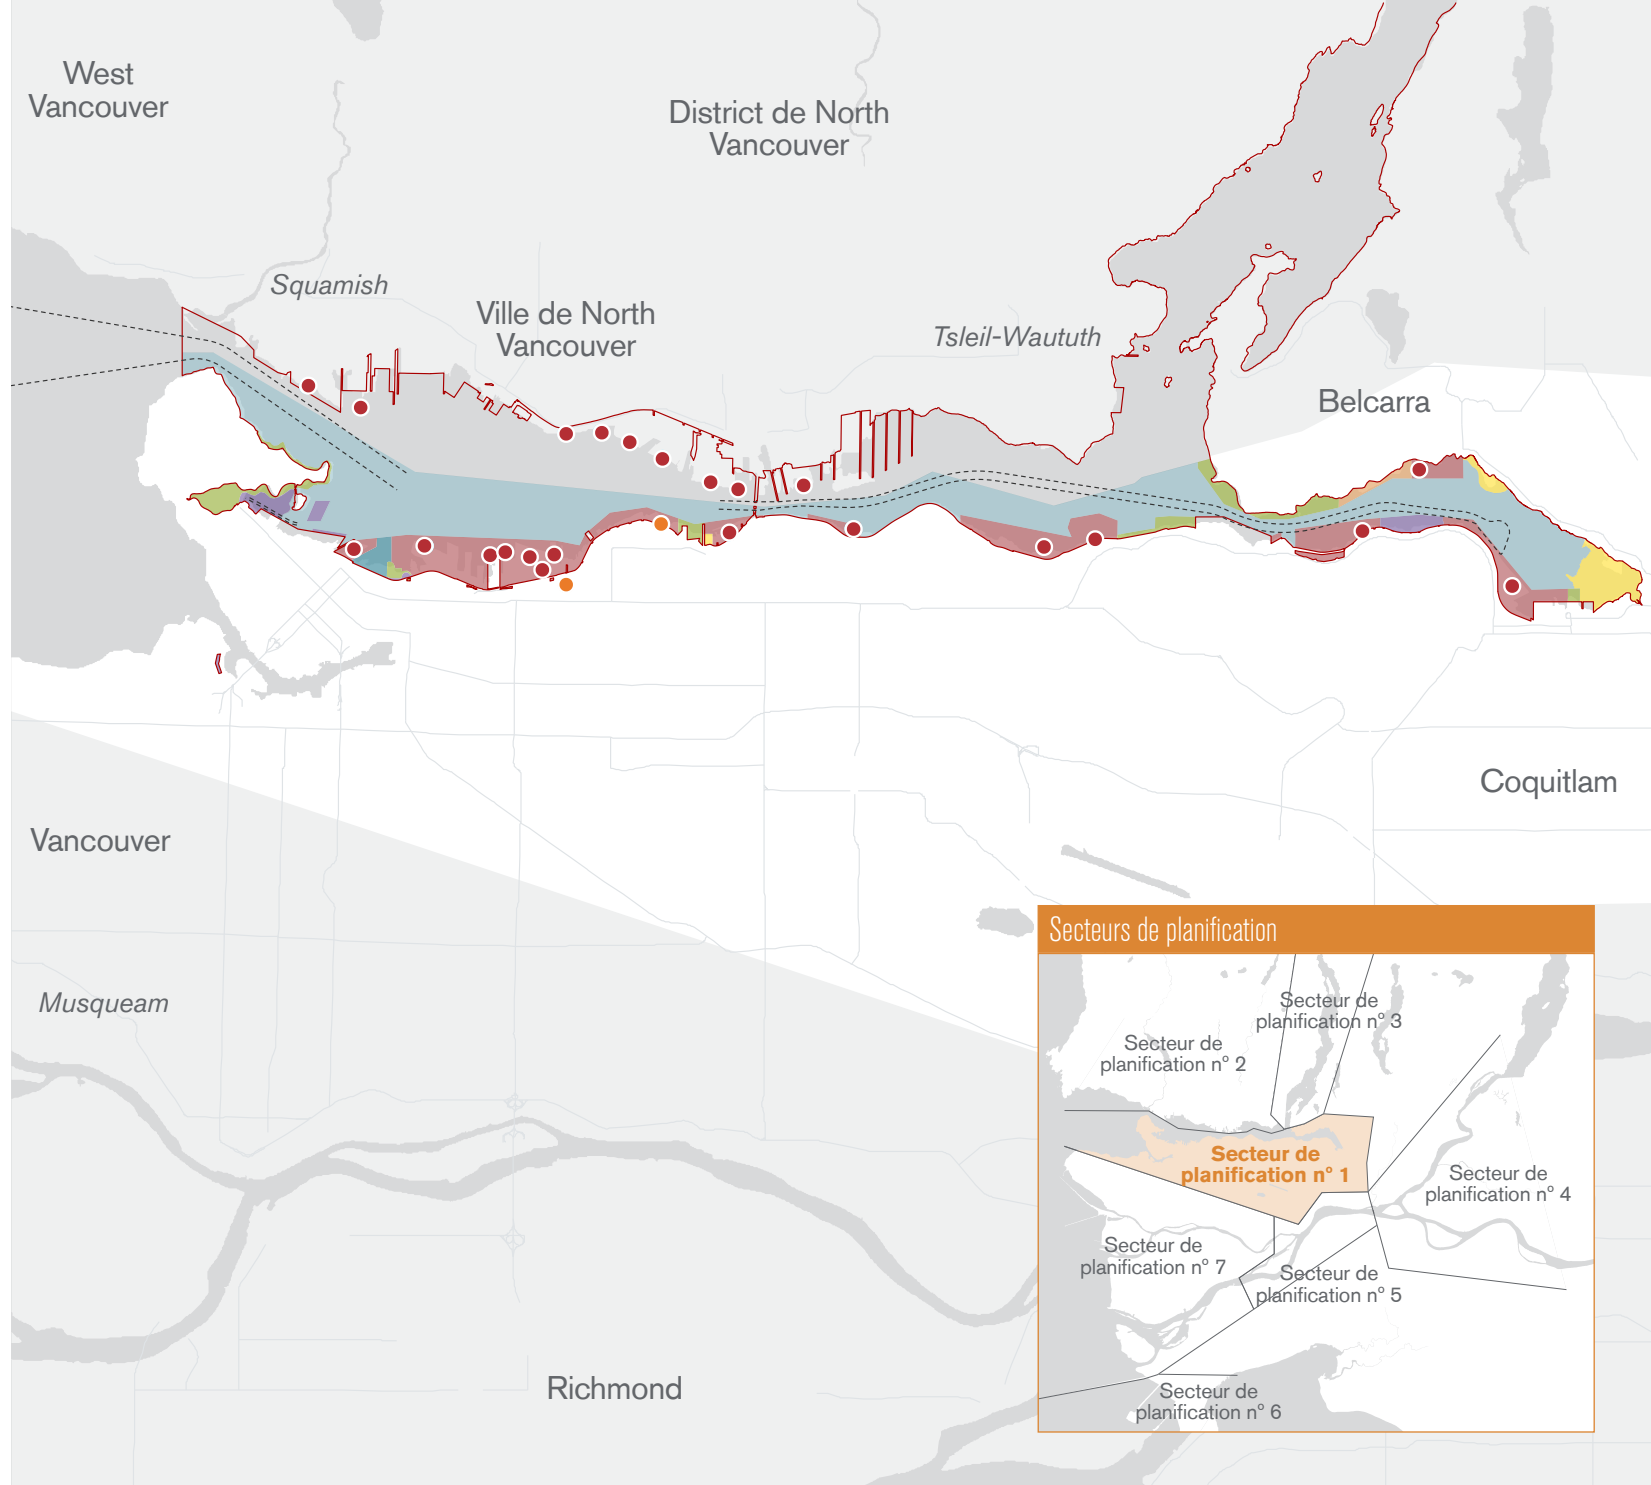 West
Vancouver
District de North
Vancouver
Squamish
Ville de North
Vancouver
Tsleil-Waututh
Belcarra
Coquitlam
Vancouver
Musqueam
Richmond
Secteurs de planification
Secteur de
planification n° 3
Secteur de
planification n° 2
Secteur de
planification n° 1
Secteur de
planification n° 4
Secteur de
planification n° 7
Secteur de
planification n° 5
Secteur de
planification n° 6